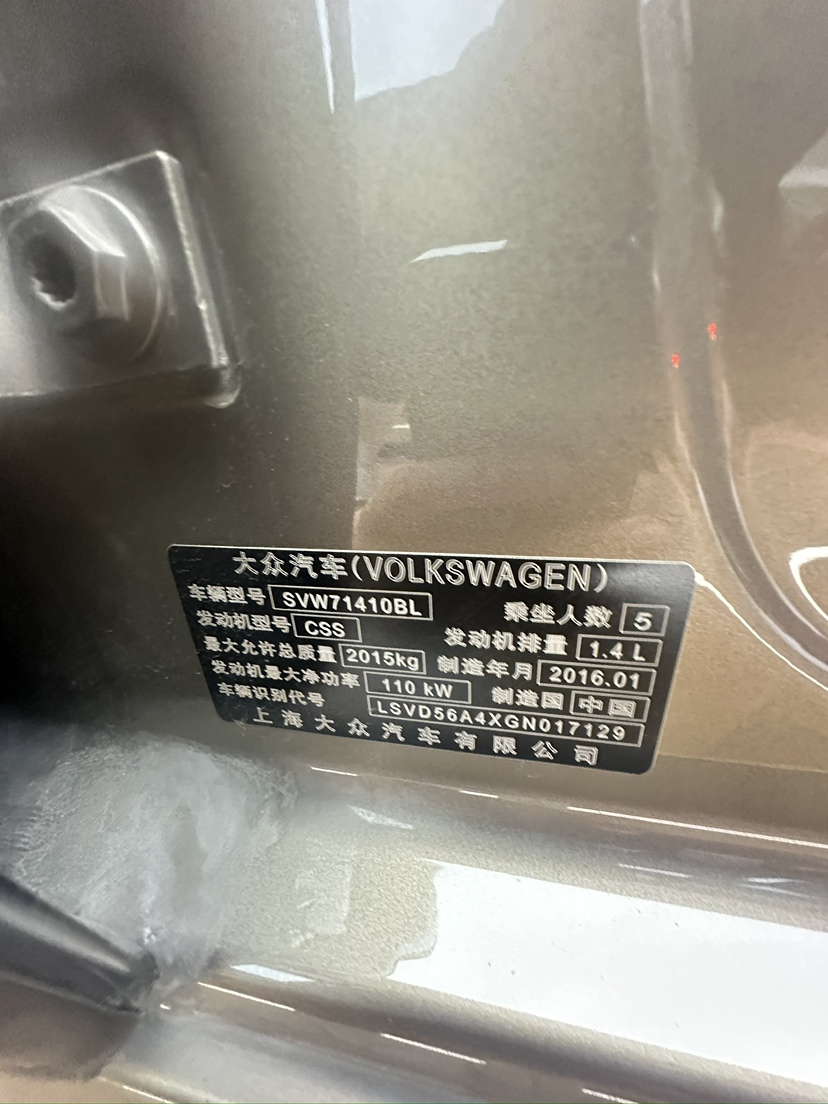 大众汽车(VOLKSWAGEN)
车辆型号 SVW71410BL 乘坐人数 5
发动机型号 CSS 发动机排量 1.4 L
最大允许总质量 2015kg 制造年月 2016.01
发动机最大净功率 110 kW 制造国 中国
车辆识别代号 LSVD56A4XGN017129
上海大众汽车有限公司